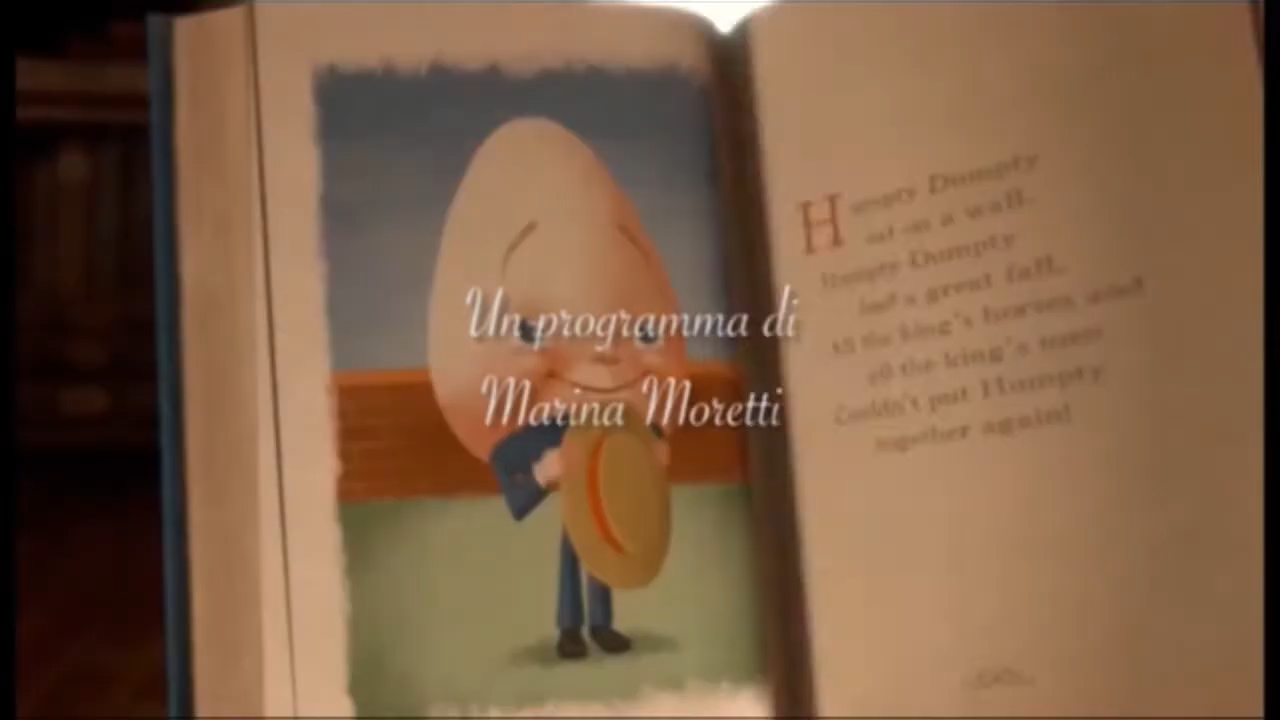 Un programma di
Marina Moretti
Humpty Dumpty
sat on a wall.
Humpty Dumpty
had a great fall.
All the king's horses and
all the king's men
Couldn't put Humpty
together again!